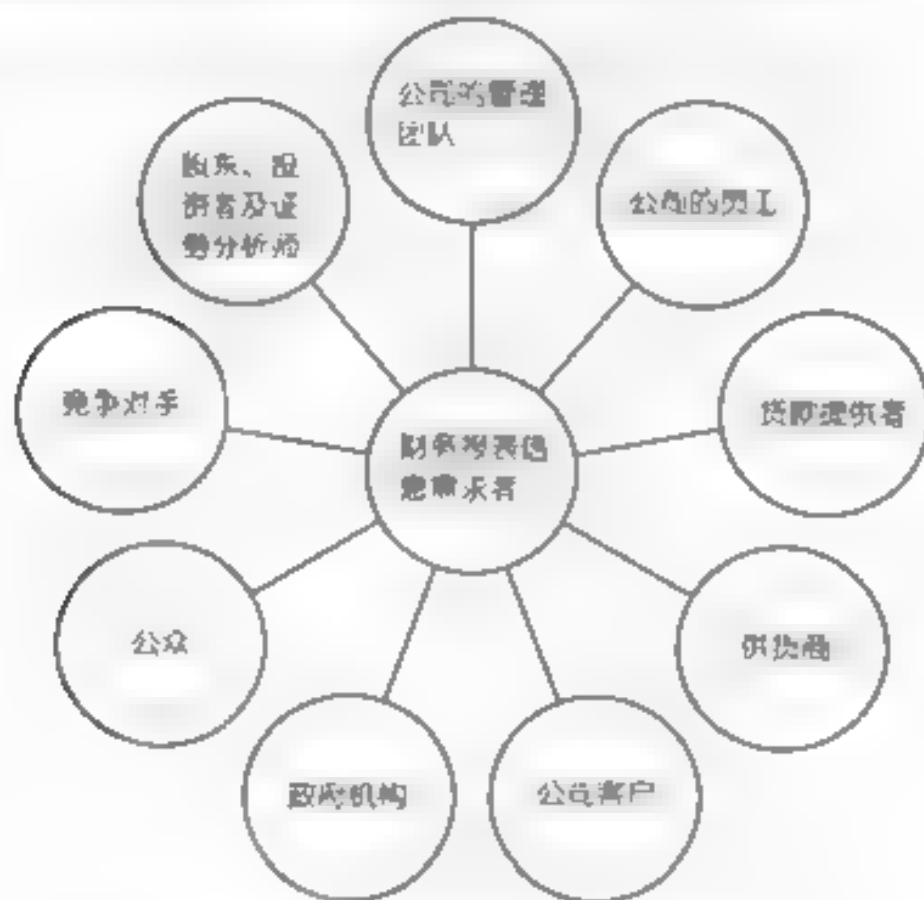 公司的管理
团队
股东、投
资者及证
券分析师
公司的员工
竞争对手
贷款提供者
财务报表信
息需求者
公众
供货商
政府机构
公司客户